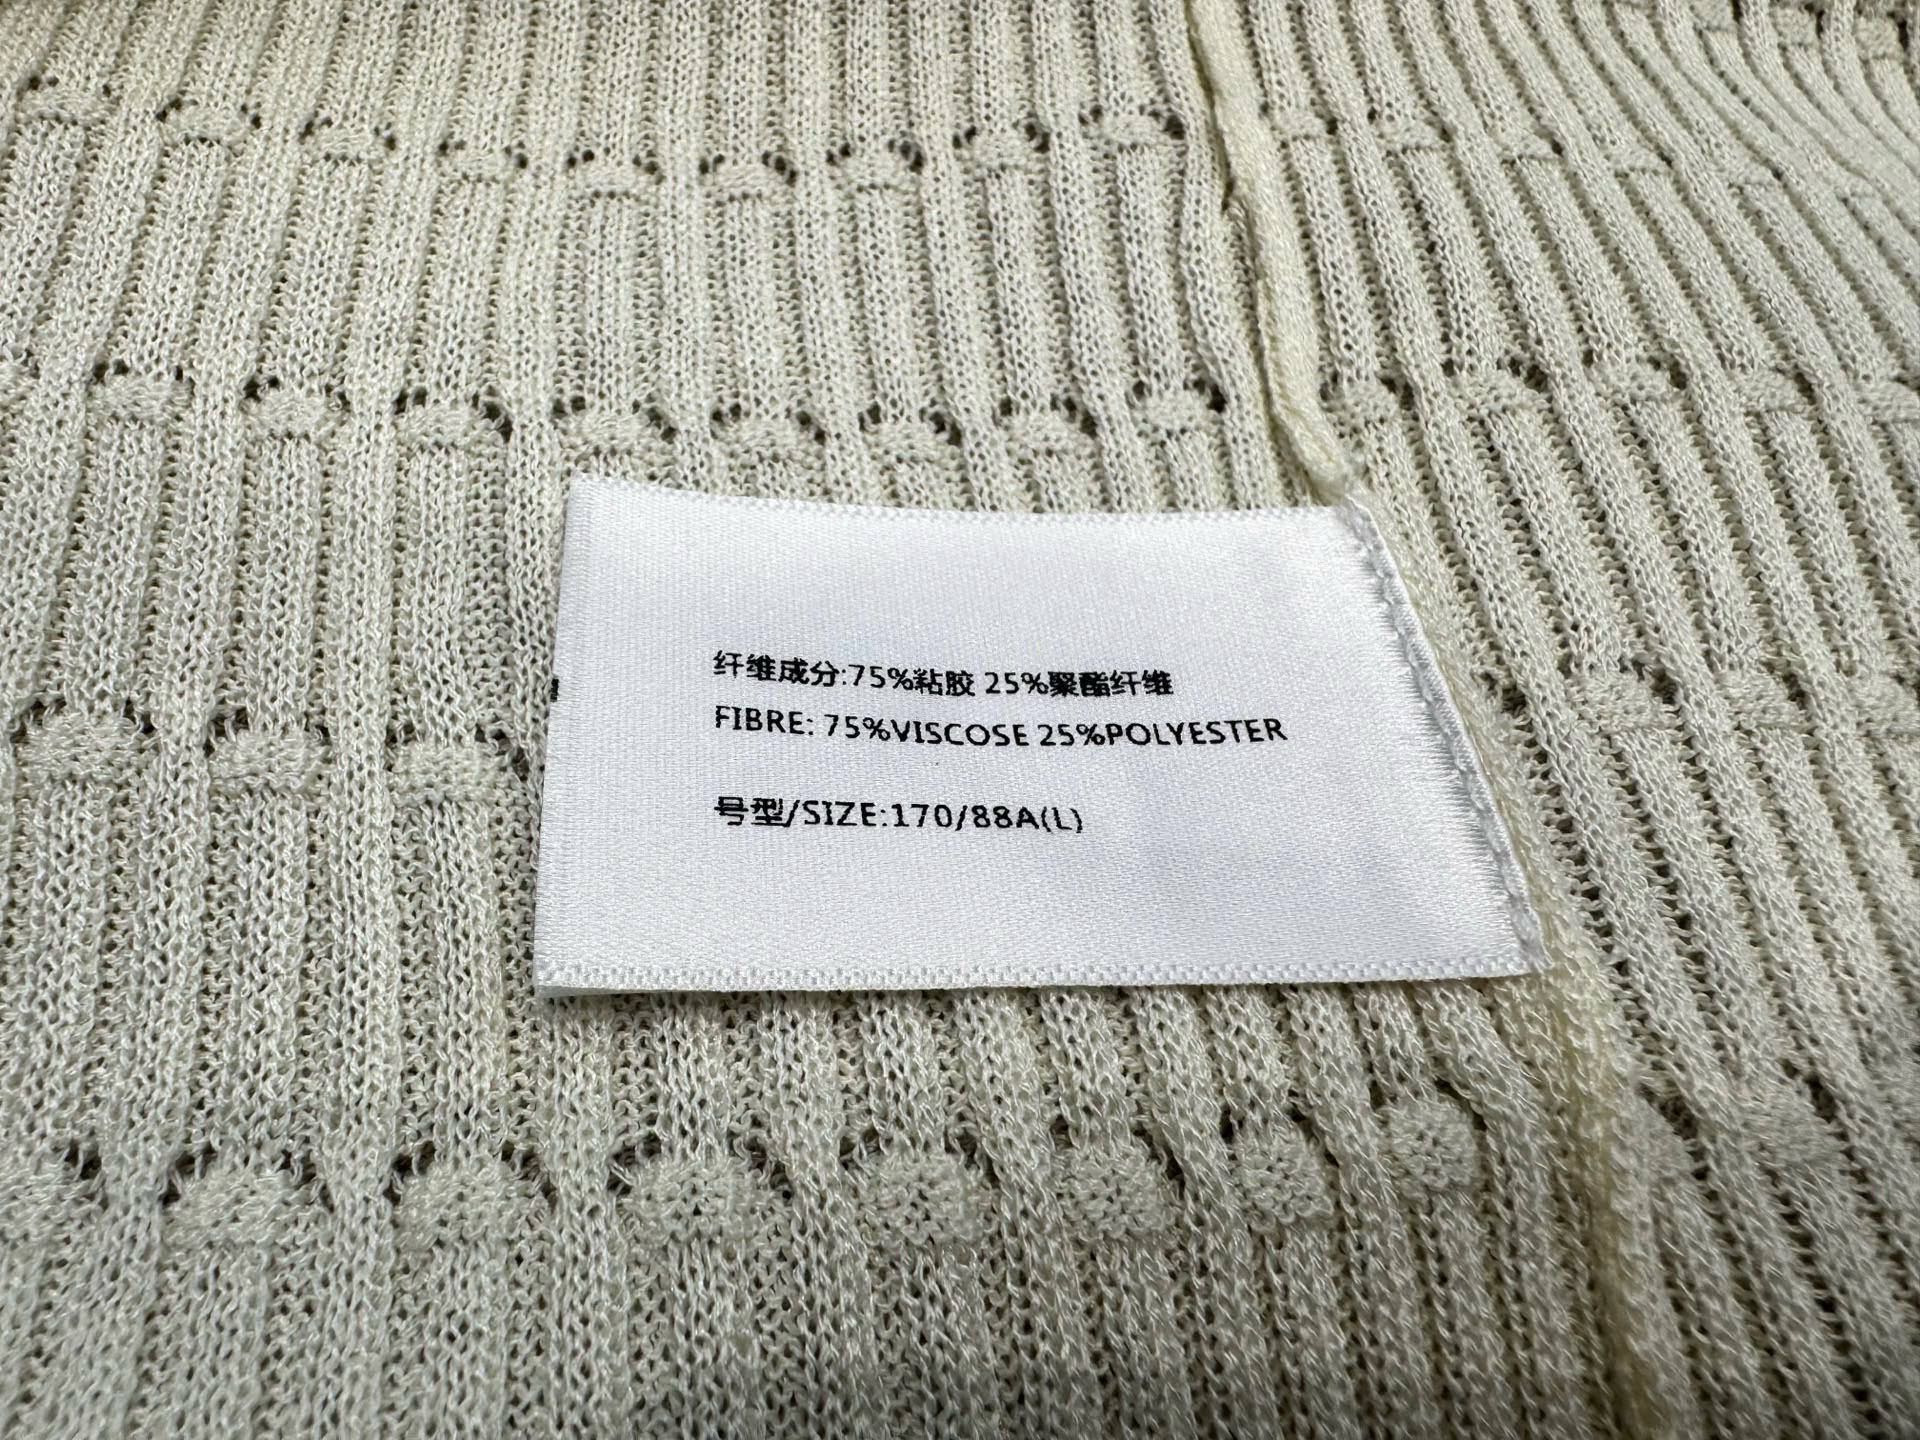 纤维成分:75%粘胶 25%聚酯纤维
FIBRE: 75%VISCOSE 25%POLYESTER
号型/SIZE:170/88A(L)